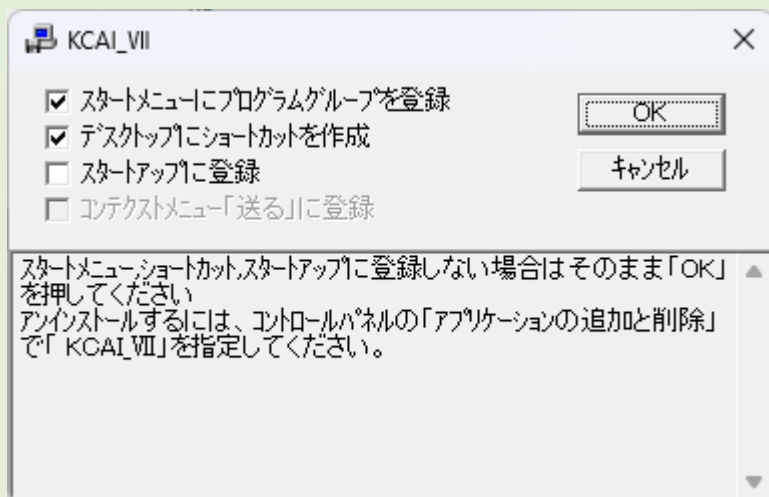 KCAI_VII
スタートメニューにプログラムグループを登録
OK
デスクトップにショートカットを作成
スタートアップに登録
キャンセル
コンテクストメニュー「送る」に登録
スタートメニュー,ショートカット,スタートアップに登録しない場合はそのまま「OK」
を押してください
アンインストールするには、コントロールパネルの「アプリケーションの追加と削除」
で「 KCAI_VII」を指定してください。